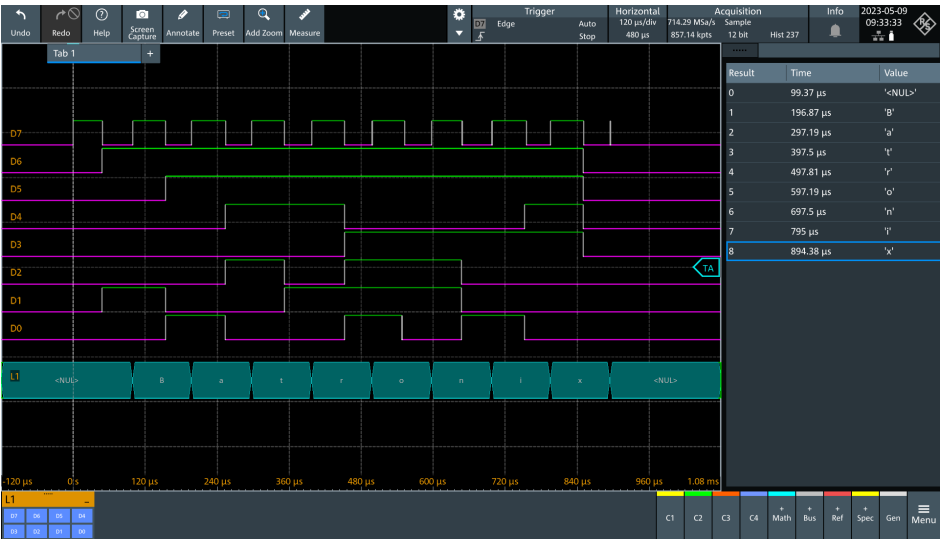 Undo
Redo
Help
Screen Capture
Annotate
Preset
Add Zoom
Measure
Trigger
D7 Edge Auto
Stop
Horizontal
120 µs/div
480 µs
Acquisition
714.29 MSa/s Sample
857.14 kpts 12 bit Hist 237
Info
2023-05-09
09:33:33
Tab 1 +
D7
D6
D5
D4
D3
D2
D1
D0
TA
L1 <NUL> B a t r o n i x <NUL>
-120 µs 0 s 120 µs 240 µs 360 µs 480 µs 600 µs 720 µs 840 µs 960 µs 1.08 ms
Result Time Value
0 99.37 µs '<NUL>'
1 196.87 µs 'B'
2 297.19 µs 'a'
3 397.5 µs 't'
4 497.81 µs 'r'
5 597.19 µs 'o'
6 697.5 µs 'n'
7 795 µs 'i'
8 894.38 µs 'x'
L1
D7 D6 D5 D4
D3 D2 D1 D0
C1
C2
C3
C4
+ Math
+ Bus
+ Ref
+ Spec
Gen
Menu